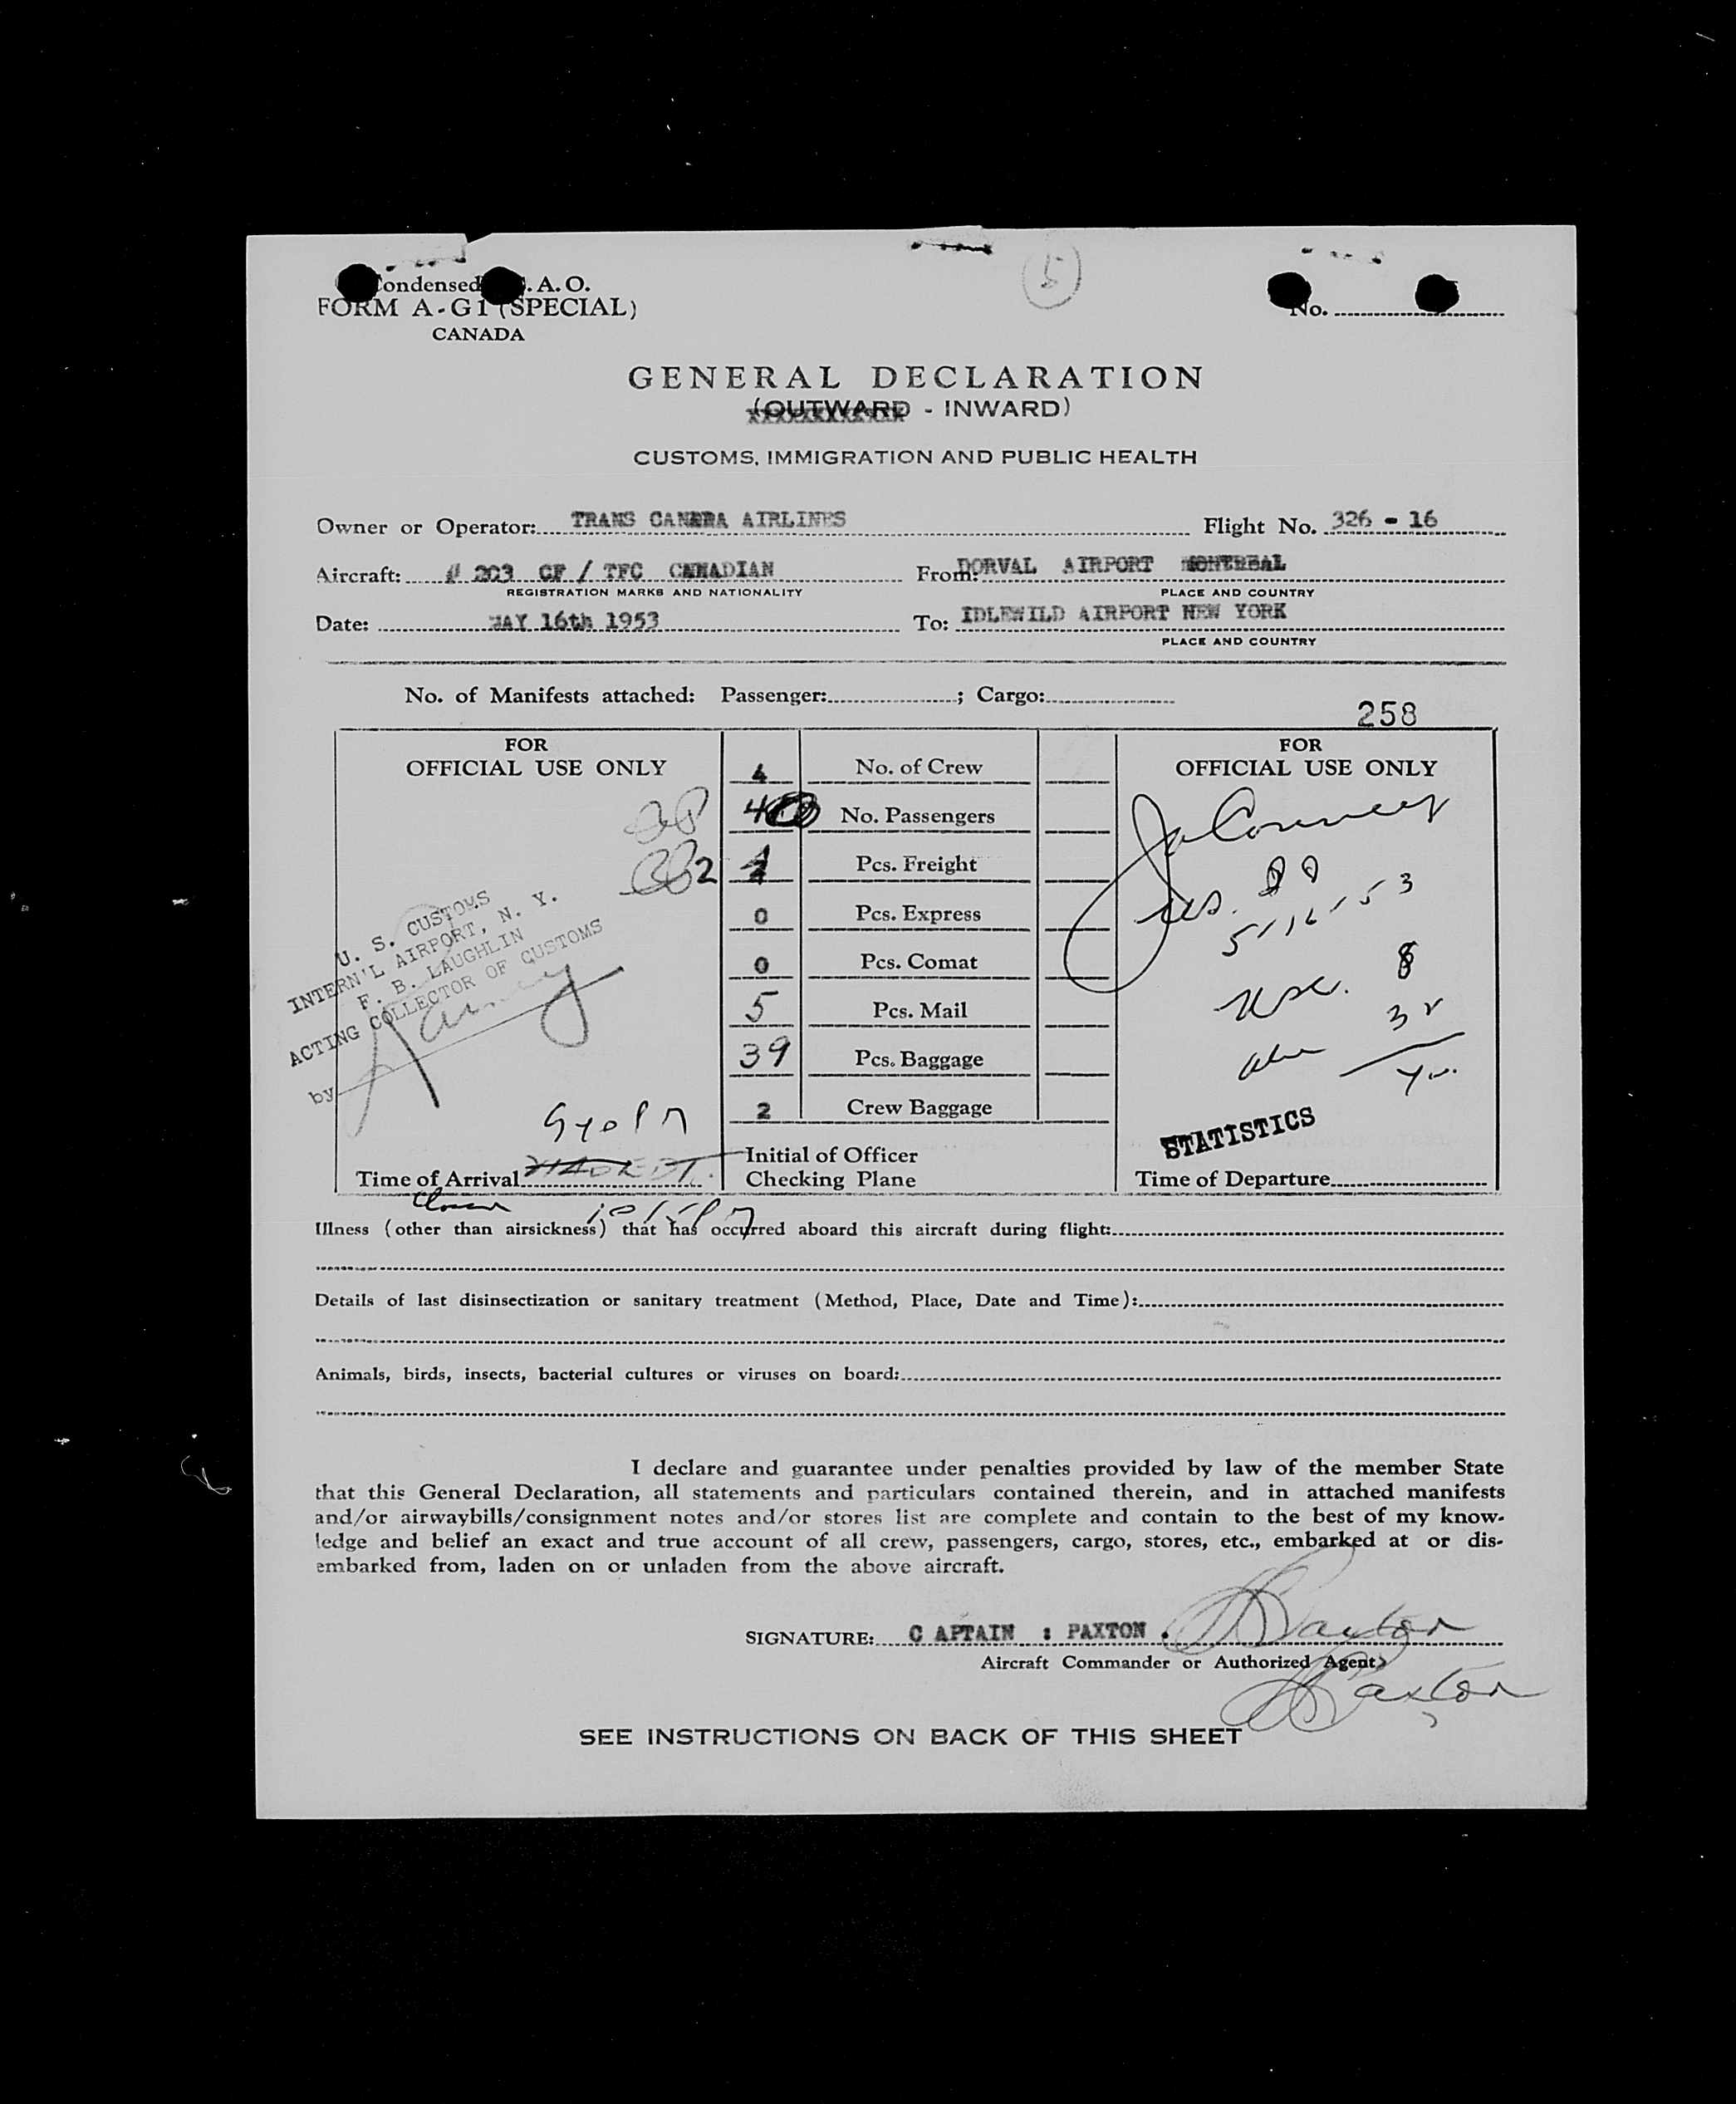 Condensed .A.O.
5
FORM A-G1 (SPECIAL)
No.
CANADA
GENERAL DECLARATION
(OUTWARD - INWARD)
CUSTOMS, IMMIGRATION AND PUBLIC HEALTH
Owner or Operator: TRANS CANADA AIRLINES Flight No. 326 - 16
Aircraft: # 203 CF / TFC CANADIAN From: DORVAL AIRPORT MONTREAL
REGISTRATION MARKS AND NATIONALITY PLACE AND COUNTRY
Date: MAY 16th 1953 To: IDLEWILD AIRPORT NEW YORK
PLACE AND COUNTRY
No. of Manifests attached: Passenger: ; Cargo:
258
FOR
OFFICIAL USE ONLY
U. S. CUSTOMS
INTERN'L AIRPORT, N. Y.
F. B. LAUGHLIN
ACTING COLLECTOR OF CUSTOMS
by
Time of Arrival
4 No. of Crew
40 No. Passengers
2 Pcs. Freight
0 Pcs. Express
0 Pcs. Comat
5 Pcs. Mail
39 Pcs. Baggage
2 Crew Baggage
Initial of Officer
Checking Plane
FOR
OFFICIAL USE ONLY
5/16/53
8
32
STATISTICS
Time of Departure
Illness (other than airsickness) that has occurred aboard this aircraft during flight:
Details of last disinsectization or sanitary treatment (Method, Place, Date and Time):
Animals, birds, insects, bacterial cultures or viruses on board:
I declare and guarantee under penalties provided by law of the member State
that this General Declaration, all statements and particulars contained therein, and in attached manifests
and/or airwaybills/consignment notes and/or stores list are complete and contain to the best of my know-
ledge and belief an exact and true account of all crew, passengers, cargo, stores, etc., embarked at or dis-
embarked from, laden on or unladen from the above aircraft.
SIGNATURE: C APTAIN : PAXTON . Paxton
Aircraft Commander or Authorized Agent)
Paxton
SEE INSTRUCTIONS ON BACK OF THIS SHEET